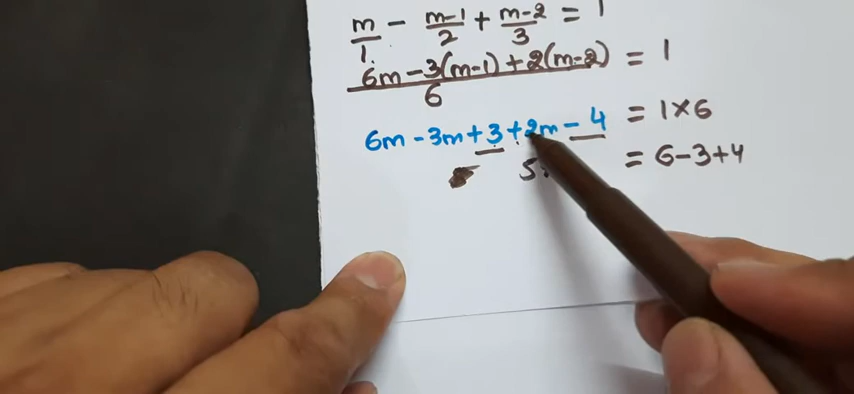 m/1 - (m-1)/2 + (m-2)/3 = 1
(6m - 3(m-1) + 2(m-2))/6 = 1
6m - 3m + 3 + 2m - 4 = 1×6
5 = 6-3+4